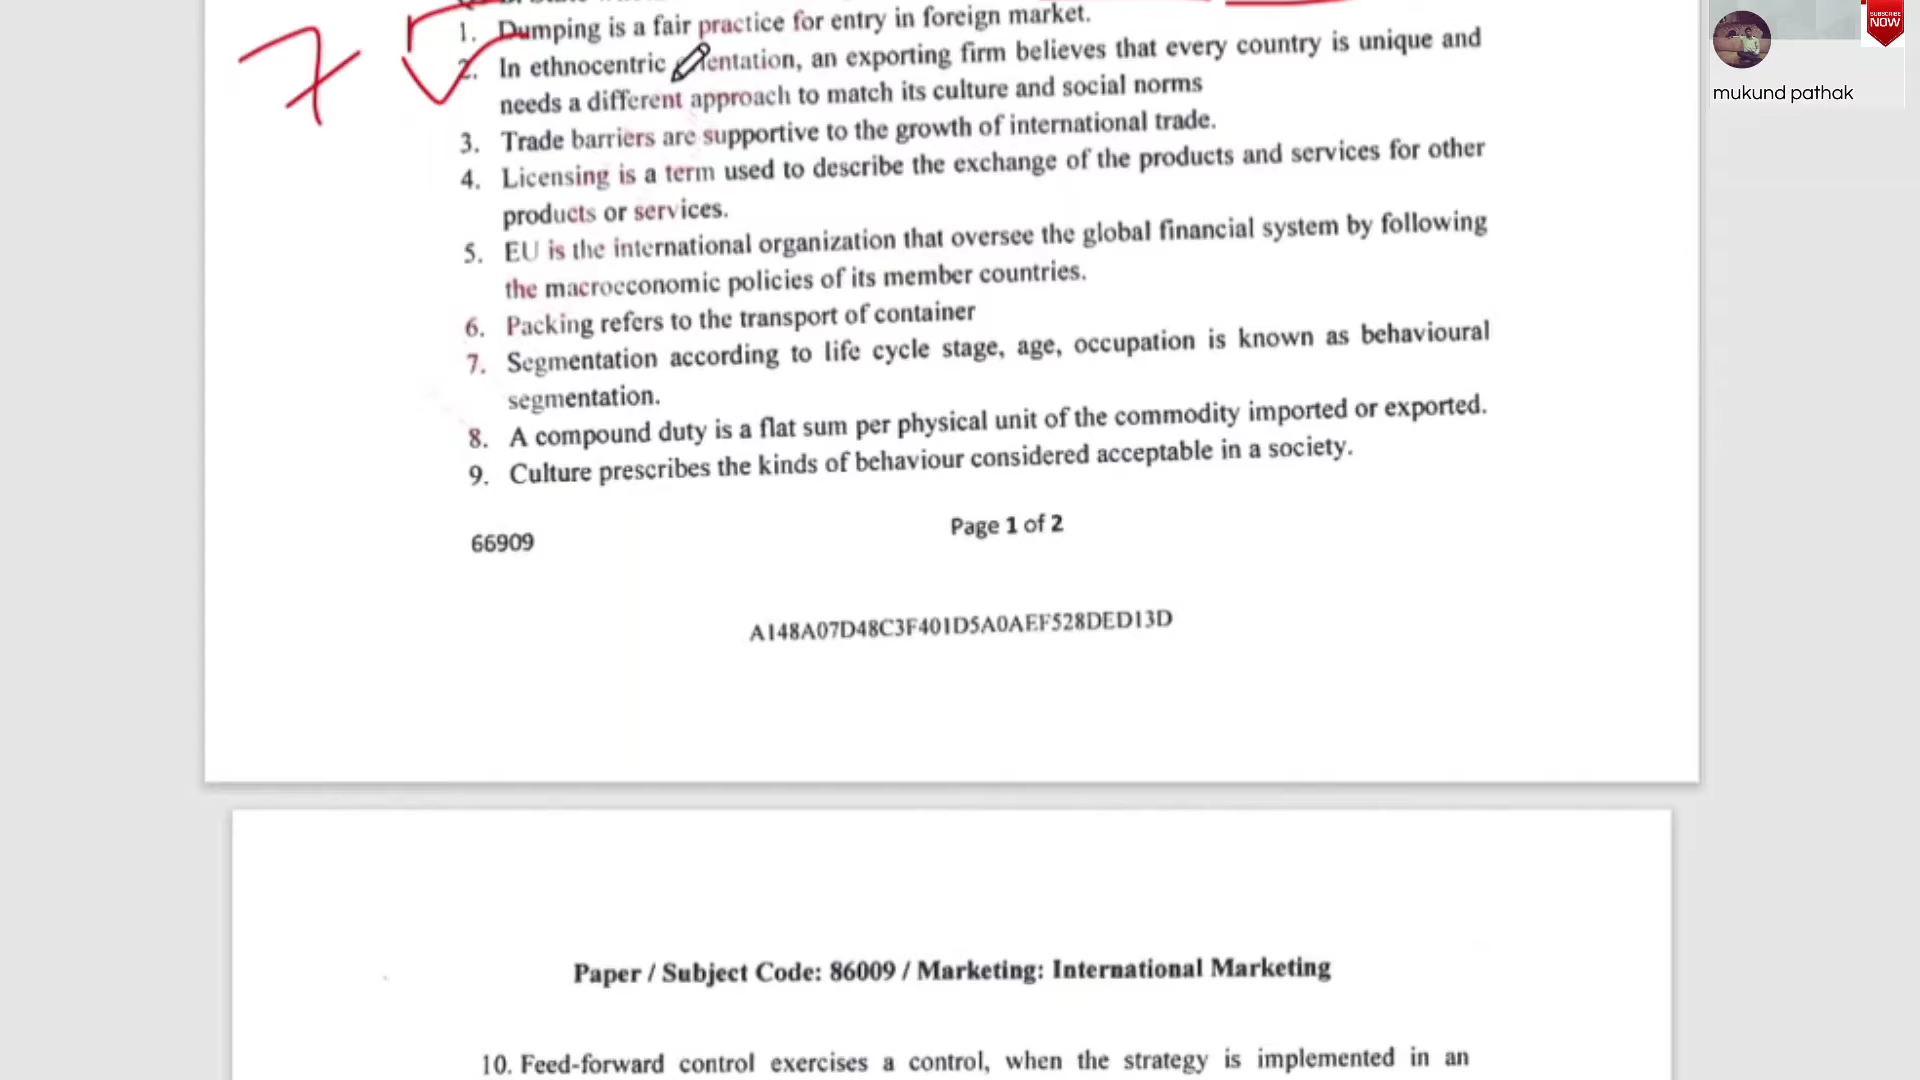 1. Dumping is a fair practice for entry in foreign market.
2. In ethnocentric orientation, an exporting firm believes that every country is unique and
needs a different approach to match its culture and social norms
3. Trade barriers are supportive to the growth of international trade.
4. Licensing is a term used to describe the exchange of the products and services for other
products or services.
5. EU is the international organization that oversee the global financial system by following
the macroeconomic policies of its member countries.
6. Packing refers to the transport of container
7. Segmentation according to life cycle stage, age, occupation is known as behavioural
segmentation.
8. A compound duty is a flat sum per physical unit of the commodity imported or exported.
9. Culture prescribes the kinds of behaviour considered acceptable in a society.
66909
Page 1 of 2
A148A07D48C3F401D5A0AEF528DED13D
Paper / Subject Code: 86009 / Marketing: International Marketing
10. Feed-forward control exercises a control, when the strategy is implemented in an
7
SUBSCRIBE
NOW
mukund pathak